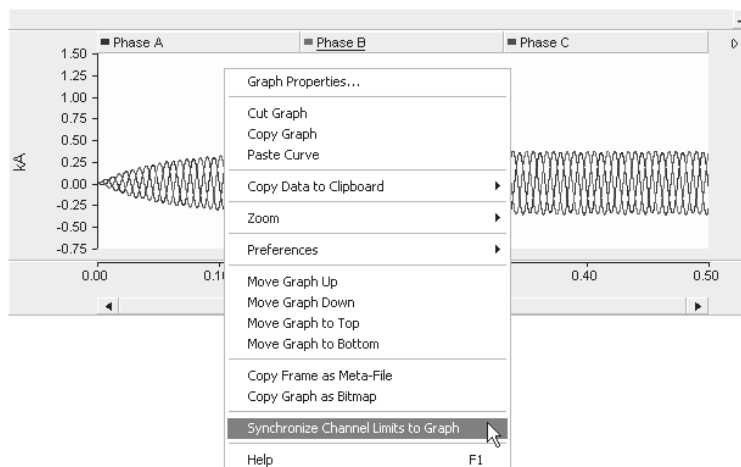 Phase A Phase B Phase C
1.50
1.25
1.00
0.75
0.50
0.25
0.00
-0.25
-0.50
-0.75
kA
0.00 0.10 0.40 0.50
Graph Properties...
Cut Graph
Copy Graph
Paste Curve
Copy Data to Clipboard
Zoom
Preferences
Move Graph Up
Move Graph Down
Move Graph to Top
Move Graph to Bottom
Copy Frame as Meta-File
Copy Graph as Bitmap
Synchronize Channel Limits to Graph
Help F1